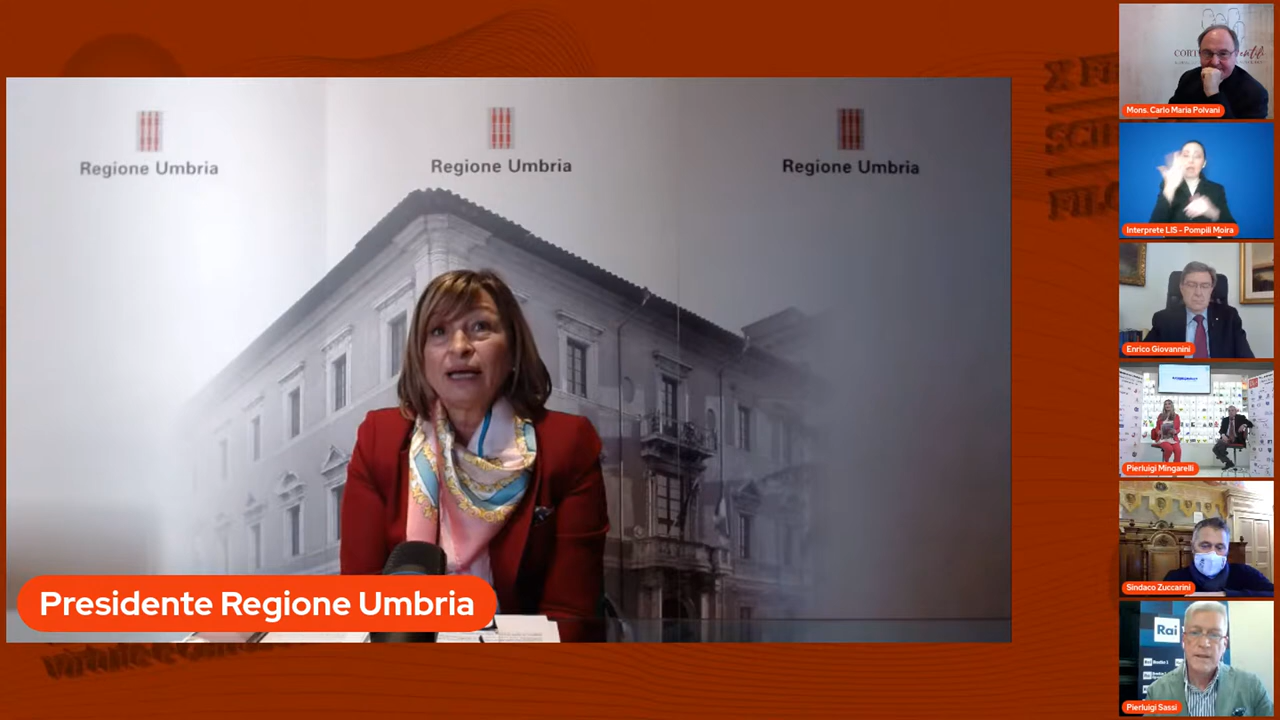 Regione Umbria
Regione Umbria
Regione Umbria
Presidente Regione Umbria
Mons. Carlo Maria Polvani
Interprete LIS - Pompili Moira
Enrico Giovannini
Pierluigi Mingarelli
Sindaco Zuccarini
Rai
Pierluigi Sassi